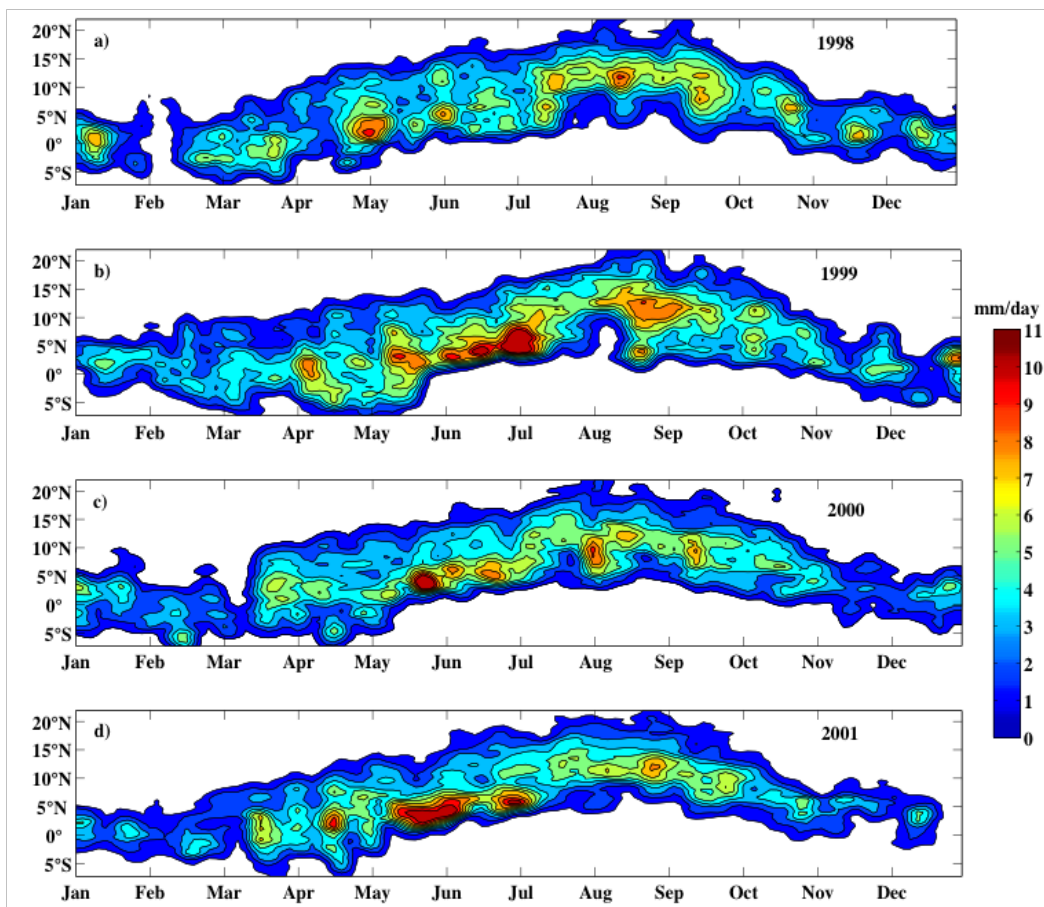 a)
1998
20°N
15°N
10°N
5°N
0°
5°S
Jan Feb Mar Apr May Jun Jul Aug Sep Oct Nov Dec
b)
1999
20°N
15°N
10°N
5°N
0°
5°S
Jan Feb Mar Apr May Jun Jul Aug Sep Oct Nov Dec
c)
2000
20°N
15°N
10°N
5°N
0°
5°S
Jan Feb Mar Apr May Jun Jul Aug Sep Oct Nov Dec
d)
2001
20°N
15°N
10°N
5°N
0°
5°S
Jan Feb Mar Apr May Jun Jul Aug Sep Oct Nov Dec
mm/day
11
10
9
8
7
6
5
4
3
2
1
0